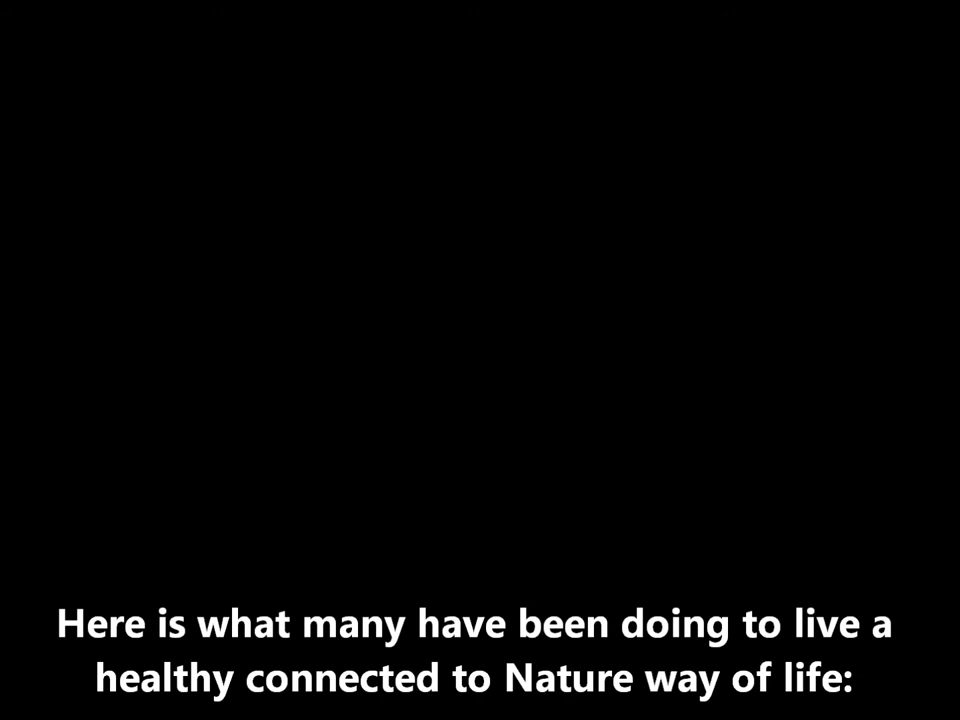 Here is what many have been doing to live a
healthy connected to Nature way of life: